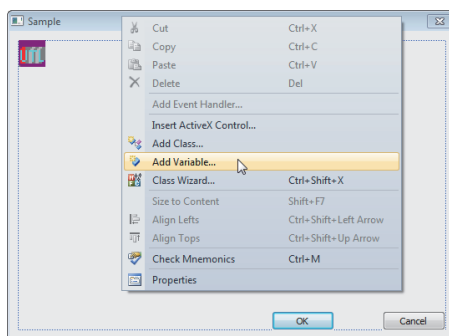 Sample
Cut Ctrl+X
Copy Ctrl+C
Paste Ctrl+V
Delete Del
Add Event Handler...
Insert ActiveX Control...
Add Class...
Add Variable...
Class Wizard... Ctrl+Shift+X
Size to Content Shift+F7
Align Lefts Ctrl+Shift+Left Arrow
Align Tops Ctrl+Shift+Up Arrow
Check Mnemonics Ctrl+M
Properties
OK Cancel